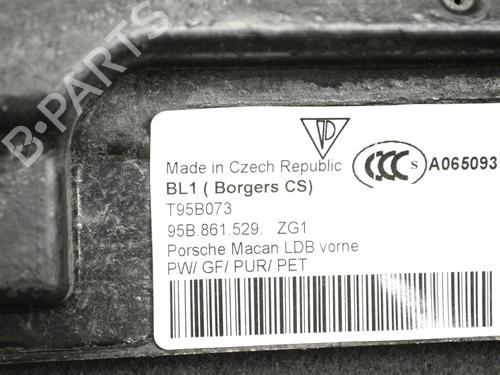 B-PARTS
Made in Czech Republic
CCC S A065093
BL1 ( Borgers CS)
T95B073
95B.861.529. ZG1
Porsche Macan LDB vorne
PW/ GF/ PUR/ PET